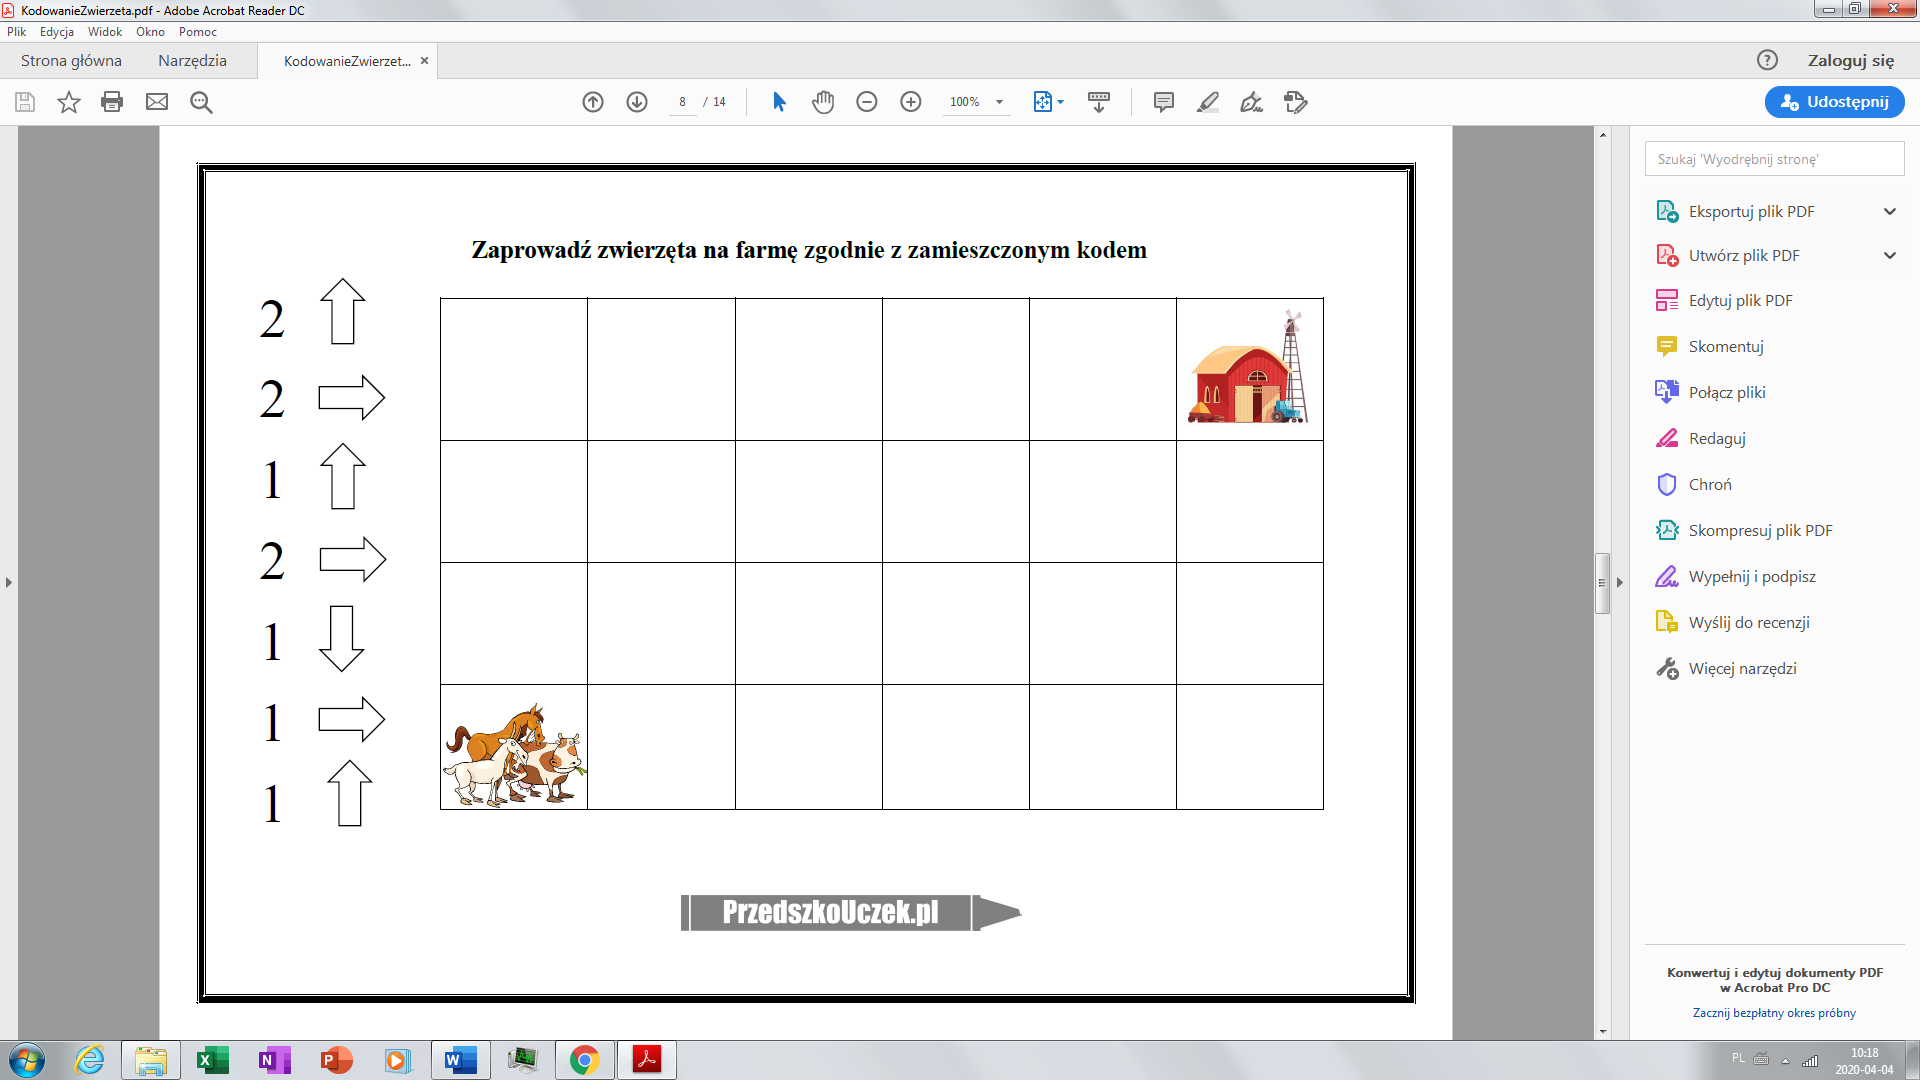 KodowanieZwierzeta.pdf - Adobe Acrobat Reader DC
Plik Edycja Widok Okno Pomoc
Strona główna Narzędzia KodowanieZwierzet... ×
? Zaloguj się
8 / 14 100% Udostępnij
Zaprowadź zwierzęta na farmę zgodnie z zamieszczonym kodem
2
2
1
2
1
1
1
PrzedszkoUczek.pl
Szukaj 'Wyodrębnij stronę'
Eksportuj plik PDF
Utwórz plik PDF
Edytuj plik PDF
Skomentuj
Połącz pliki
Redaguj
Chroń
Skompresuj plik PDF
Wypełnij i podpisz
Wyślij do recenzji
Więcej narzędzi
Konwertuj i edytuj dokumenty PDF
w Acrobat Pro DC
Zacznij bezpłatny okres próbny
PL 10:18
2020-04-04